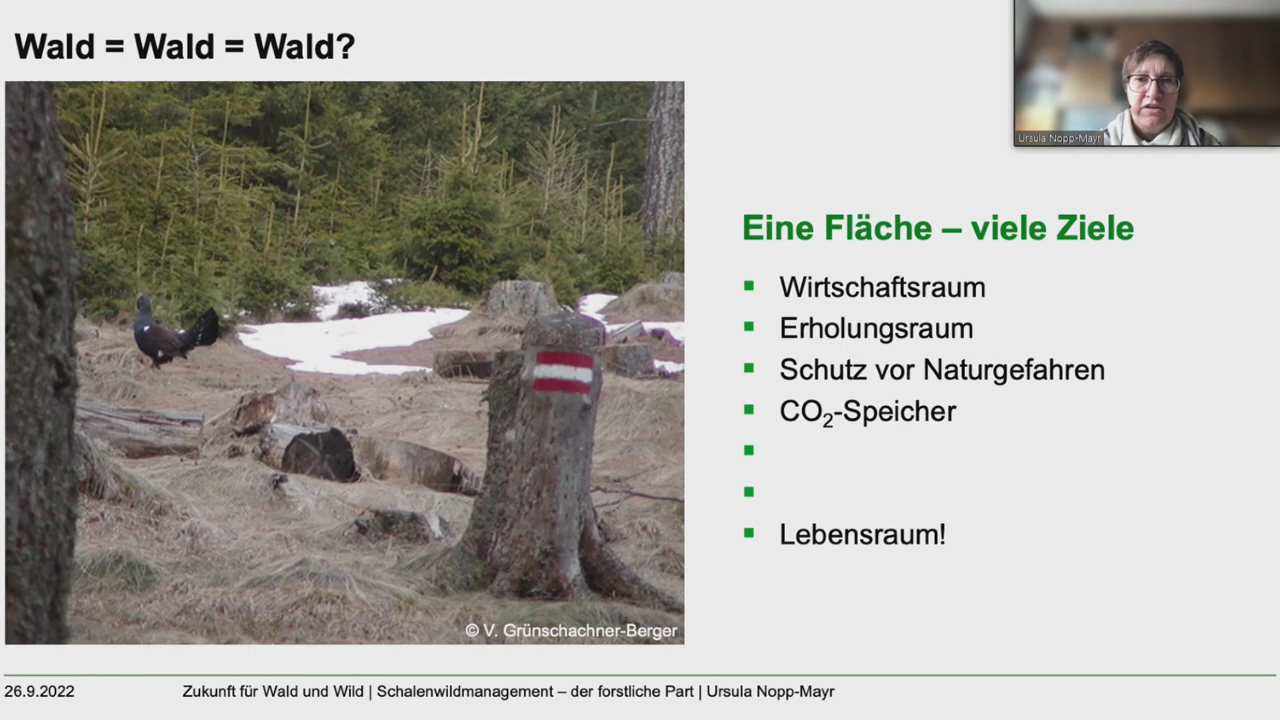 Wald = Wald = Wald?
Ursula Nopp-Mayr
Eine Fläche – viele Ziele
Wirtschaftsraum
Erholungsraum
Schutz vor Naturgefahren
CO₂-Speicher
Lebensraum!
© V. Grünschachner-Berger
26.9.2022 Zukunft für Wald und Wild | Schalenwildmanagement – der forstliche Part | Ursula Nopp-Mayr